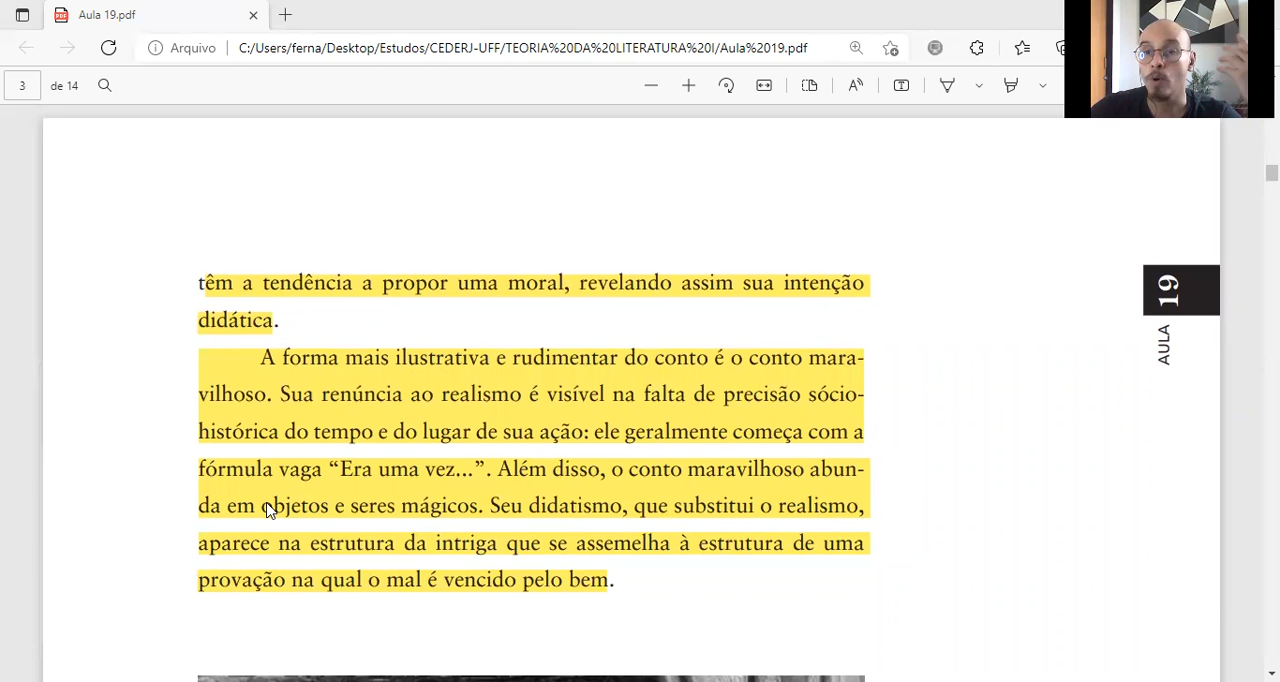 Aula 19.pdf
Arquivo
C:/Users/ferna/Desktop/Estudos/CEDERJ-UFF/TEORIA%20DA%20LITERATURA%20I/Aula%2019.pdf
3 de 14
têm a tendência a propor uma moral, revelando assim sua intenção
didática.
A forma mais ilustrativa e rudimentar do conto é o conto mara-
vilhoso. Sua renúncia ao realismo é visível na falta de precisão sócio-
histórica do tempo e do lugar de sua ação: ele geralmente começa com a
fórmula vaga “Era uma vez...”. Além disso, o conto maravilhoso abun-
da em objetos e seres mágicos. Seu didatismo, que substitui o realismo,
aparece na estrutura da intriga que se assemelha à estrutura de uma
provação na qual o mal é vencido pelo bem.
AULA 19